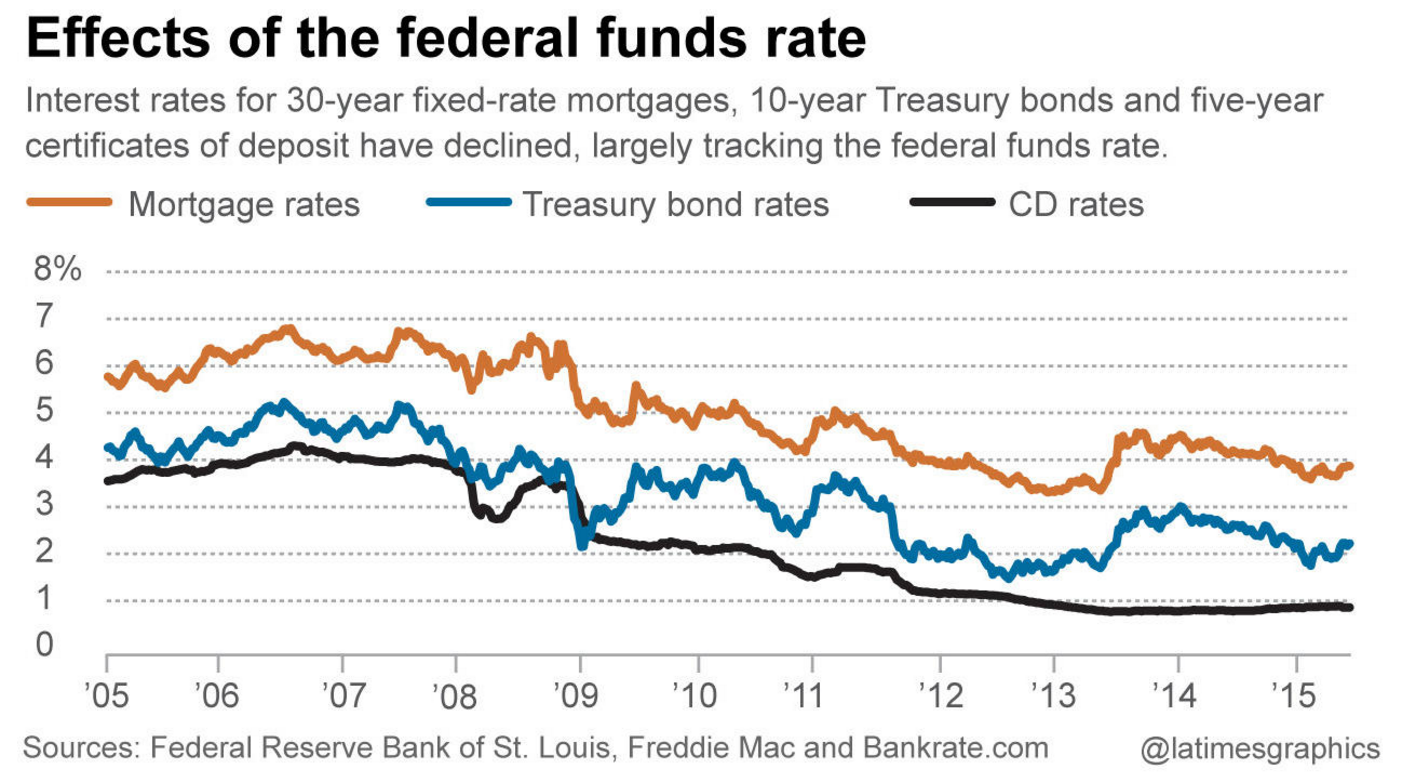 Effects of the federal funds rate
Interest rates for 30-year fixed-rate mortgages, 10-year Treasury bonds and five-year
certificates of deposit have declined, largely tracking the federal funds rate.
Mortgage rates Treasury bond rates CD rates
8%
7
6
5
4
3
2
1
0
’05 ’06 ’07 ’08 ’09 ’10 ’11 ’12 ’13 ’14 ’15
Sources: Federal Reserve Bank of St. Louis, Freddie Mac and Bankrate.com @latimesgraphics